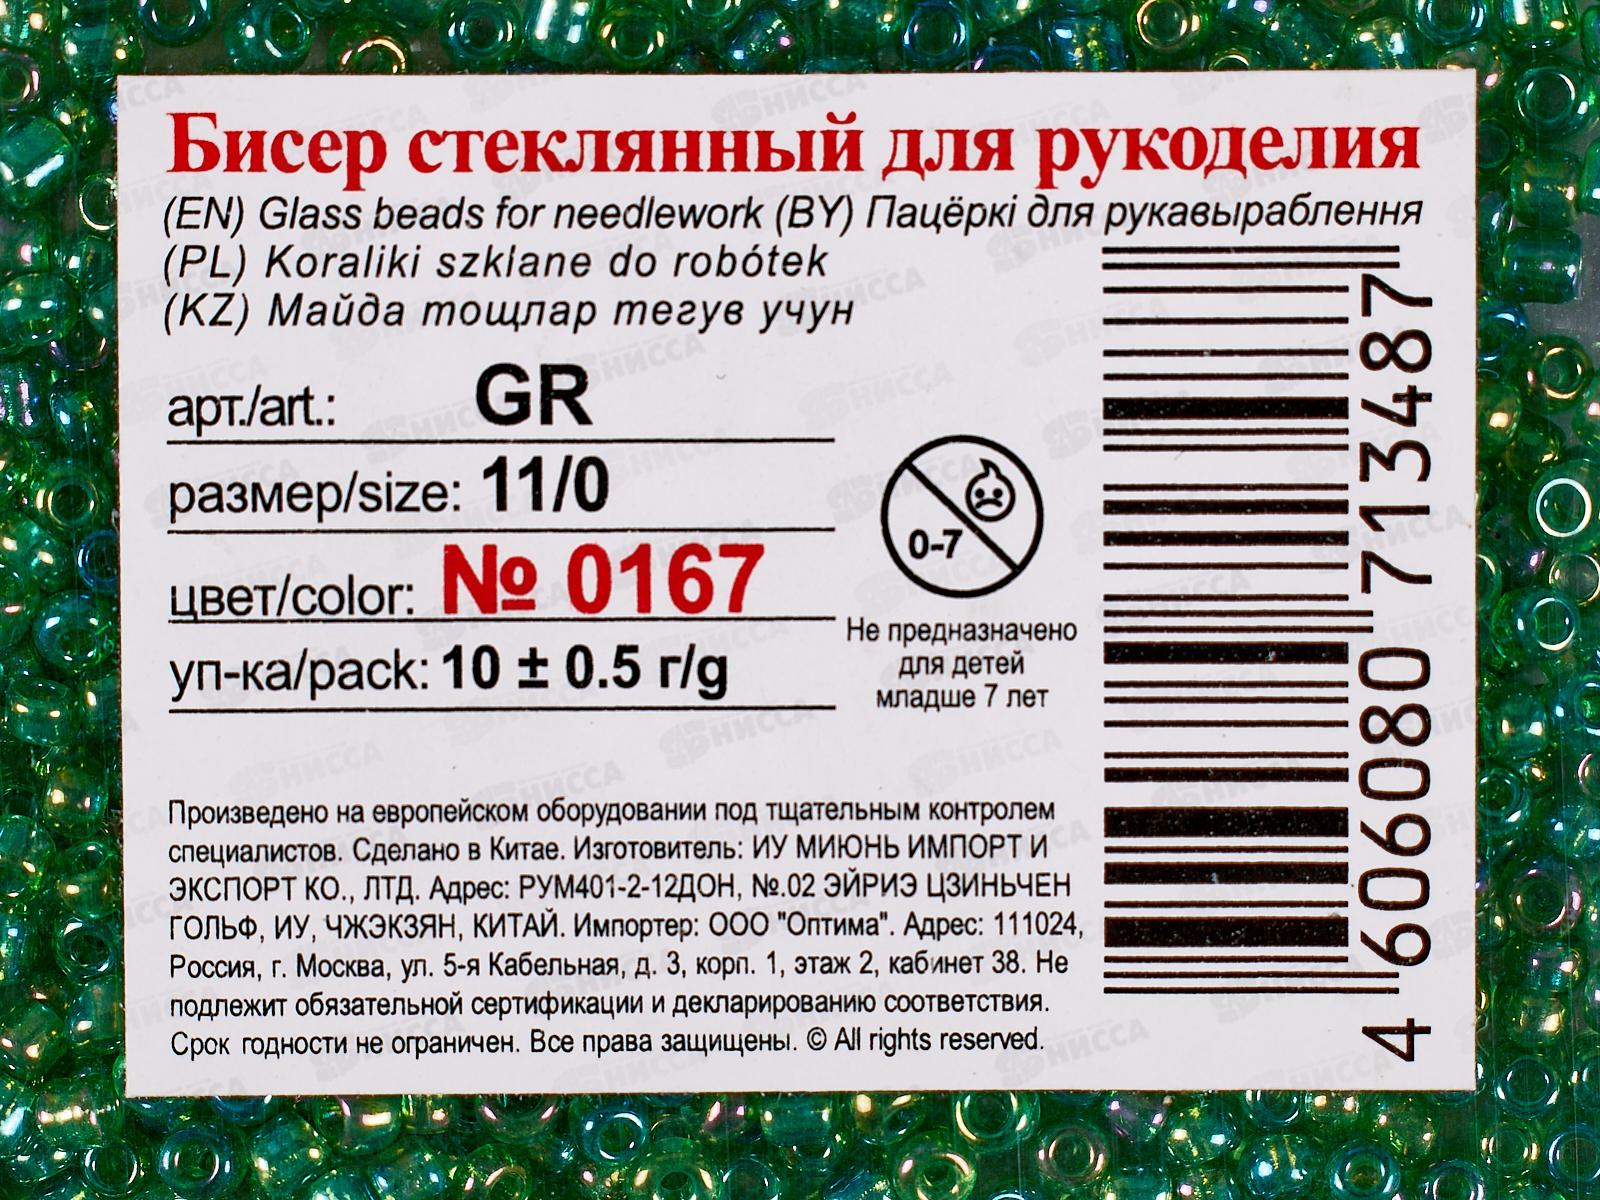 Бисер стеклянный для рукоделия
(EN) Glass beads for needlework (BY) Пацёркі для рукавыраблення
(PL) Koraliki szklane do robótek
(KZ) Майда тощлар тегув учун
арт./art.: GR
размер/size: 11/0
цвет/color: № 0167
уп-ка/pack: 10 ± 0.5 г/g
0-7
Не предназначено
для детей
младше 7 лет
Произведено на европейском оборудовании под тщательным контролем
специалистов. Сделано в Китае. Изготовитель: ИУ МИЮНЬ ИМПОРТ И
ЭКСПОРТ КО., ЛТД. Адрес: РУМ401-2-12ДОН, №.02 ЭЙРИЭ ЦЗИНЬЧЕН
ГОЛЬФ, ИУ, ЧЖЭКЗЯН, КИТАЙ. Импортер: ООО "Оптима". Адрес: 111024,
Россия, г. Москва, ул. 5-я Кабельная, д. 3, корп. 1, этаж 2, кабинет 38. Не
подлежит обязательной сертификации и декларированию соответствия.
Срок годности не ограничен. Все права защищены. © All rights reserved.
4 606080 713487